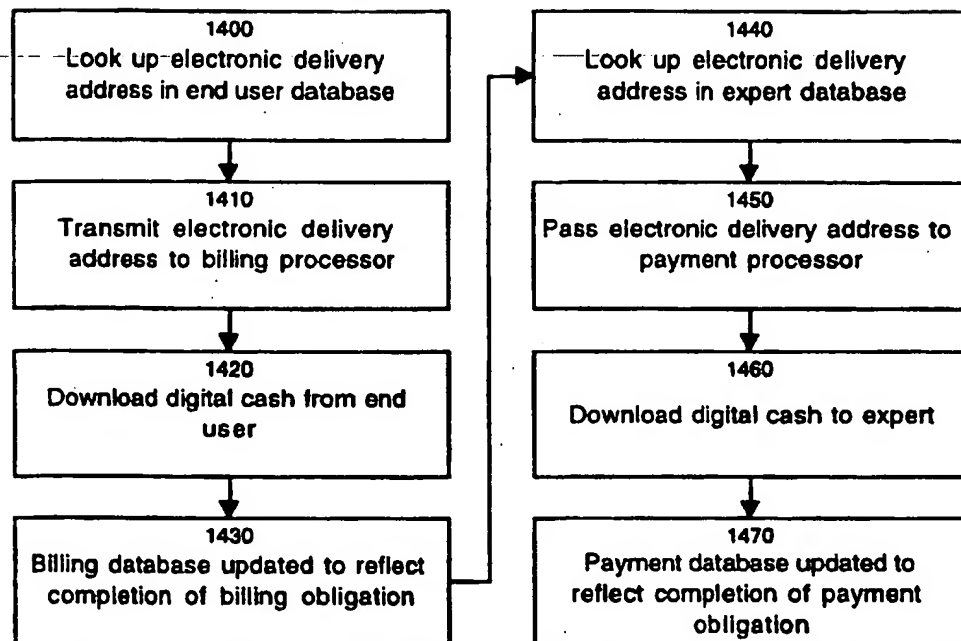 1400
Look up electronic delivery
address in end user database
1410
Transmit electronic delivery
address to billing processor
1420
Download digital cash from end
user
1430
Billing database updated to reflect
completion of billing obligation
1440
Look up electronic delivery
address in expert database
1450
Pass electronic delivery address to
payment processor
1460
Download digital cash to expert
1470
Payment database updated to
reflect completion of payment
obligation